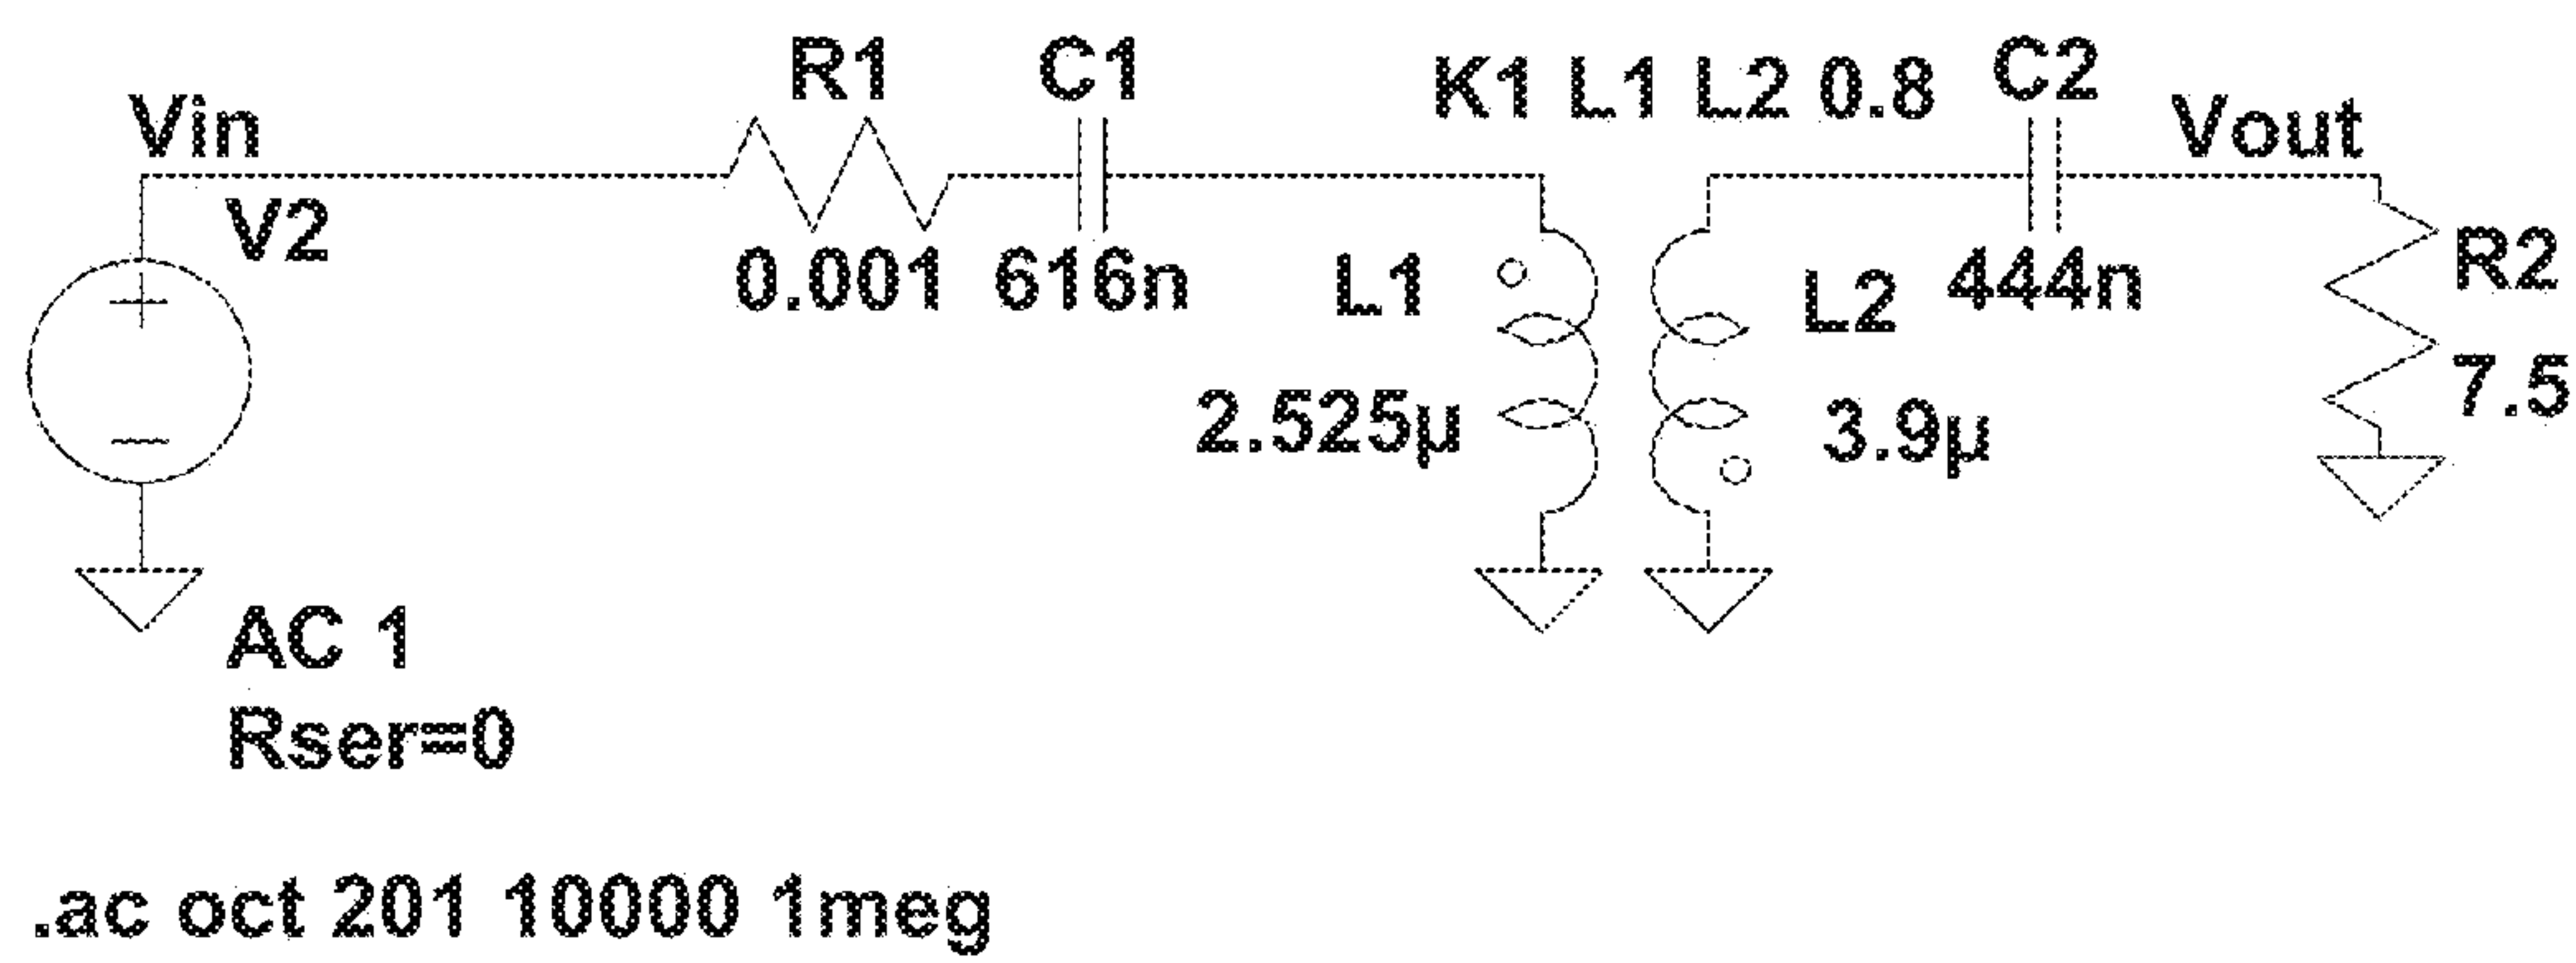 R1
C1
K1 L1 L2 0.8
C2
Vin
Vout
V2
0.001
616n
L1
L2
444n
R2
2.525µ
3.9µ
7.5
AC 1
Rser=0
.ac oct 201 10000 1meg